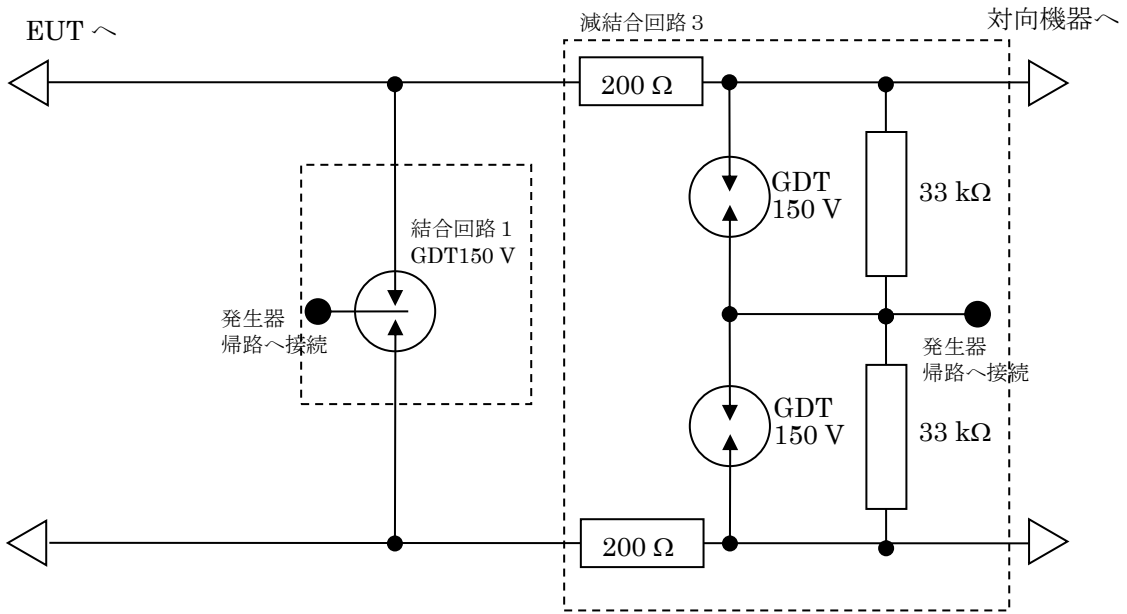 減結合回路３
対向機器へ
EUT へ
200 Ω
GDT
150 V
33 kΩ
結合回路１
GDT150 V
発生器
帰路へ接続
発生器
帰路へ接続
GDT
150 V
33 kΩ
200 Ω